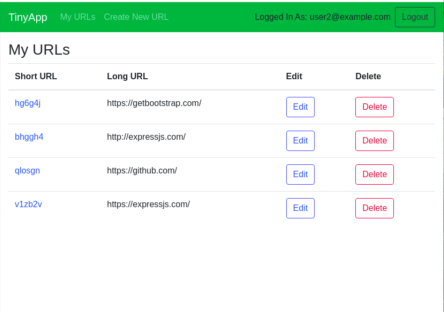 TinyApp My URLs Create New URL Logged In As: user2@example.com Logout
My URLs
Short URL Long URL Edit Delete
hg6g4j https://getbootstrap.com/ Edit Delete
bhggh4 http://expressjs.com/ Edit Delete
qlosgn https://github.com/ Edit Delete
v1zb2v https://expressjs.com/ Edit Delete